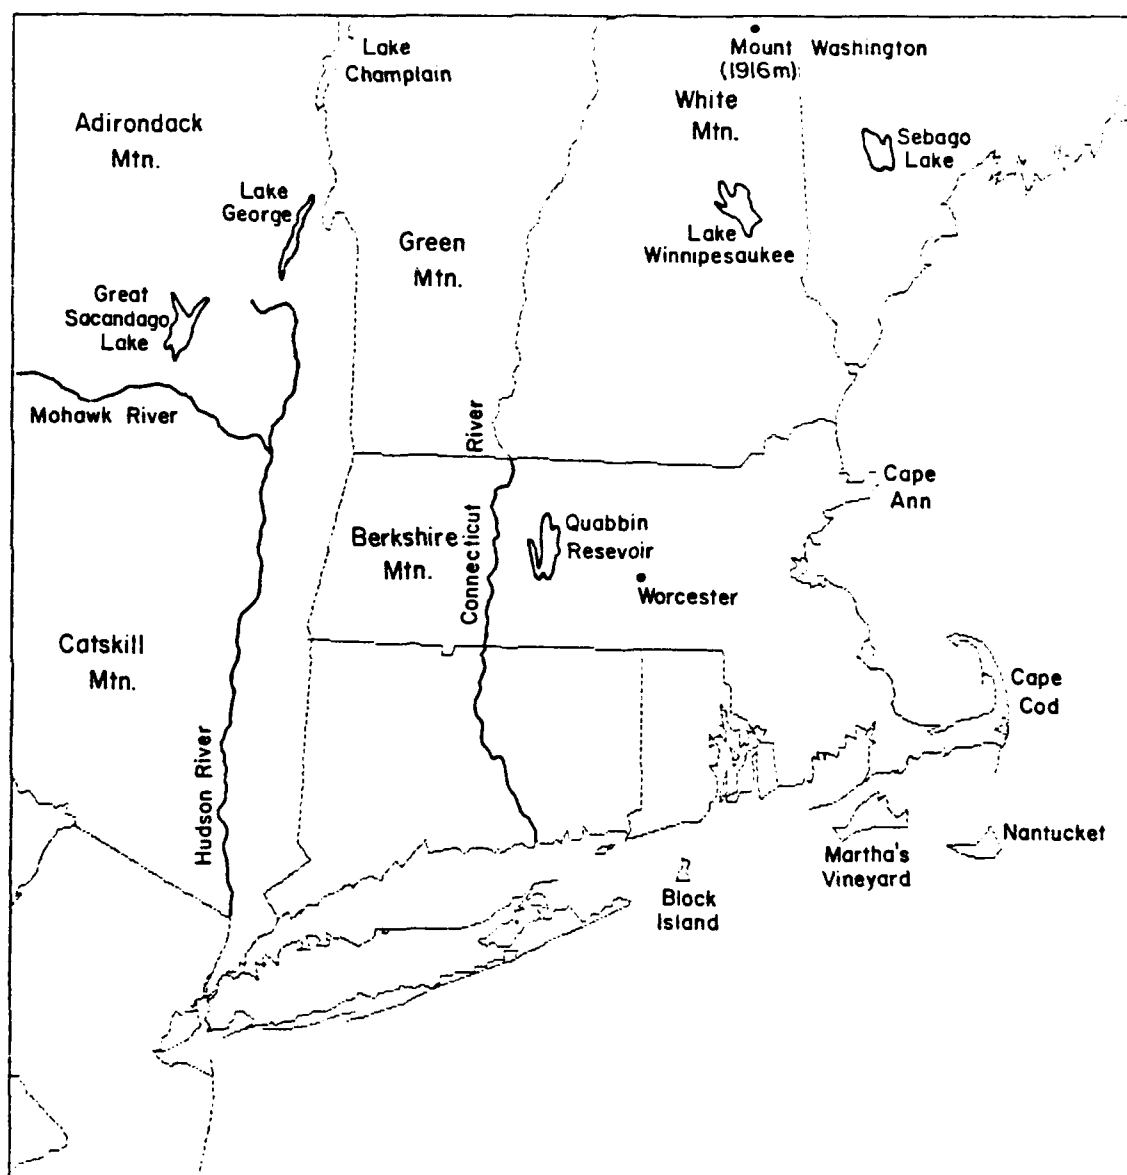 Lake
Champlain
Mount Washington
(1916m)
White
Mtn.
Adirondack
Mtn.
Sebago
Lake
Lake
George
Lake
Winnipesaukee
Green
Mtn.
Great
Sacandago
Lake
Mohawk River
River
Connecticut
Cape
Ann
Berkshire
Mtn.
Quabbin
Resevoir
Worcester
Catskill
Mtn.
Cape
Cod
Hudson River
Martha's
Vineyard
Nantucket
Block
Island